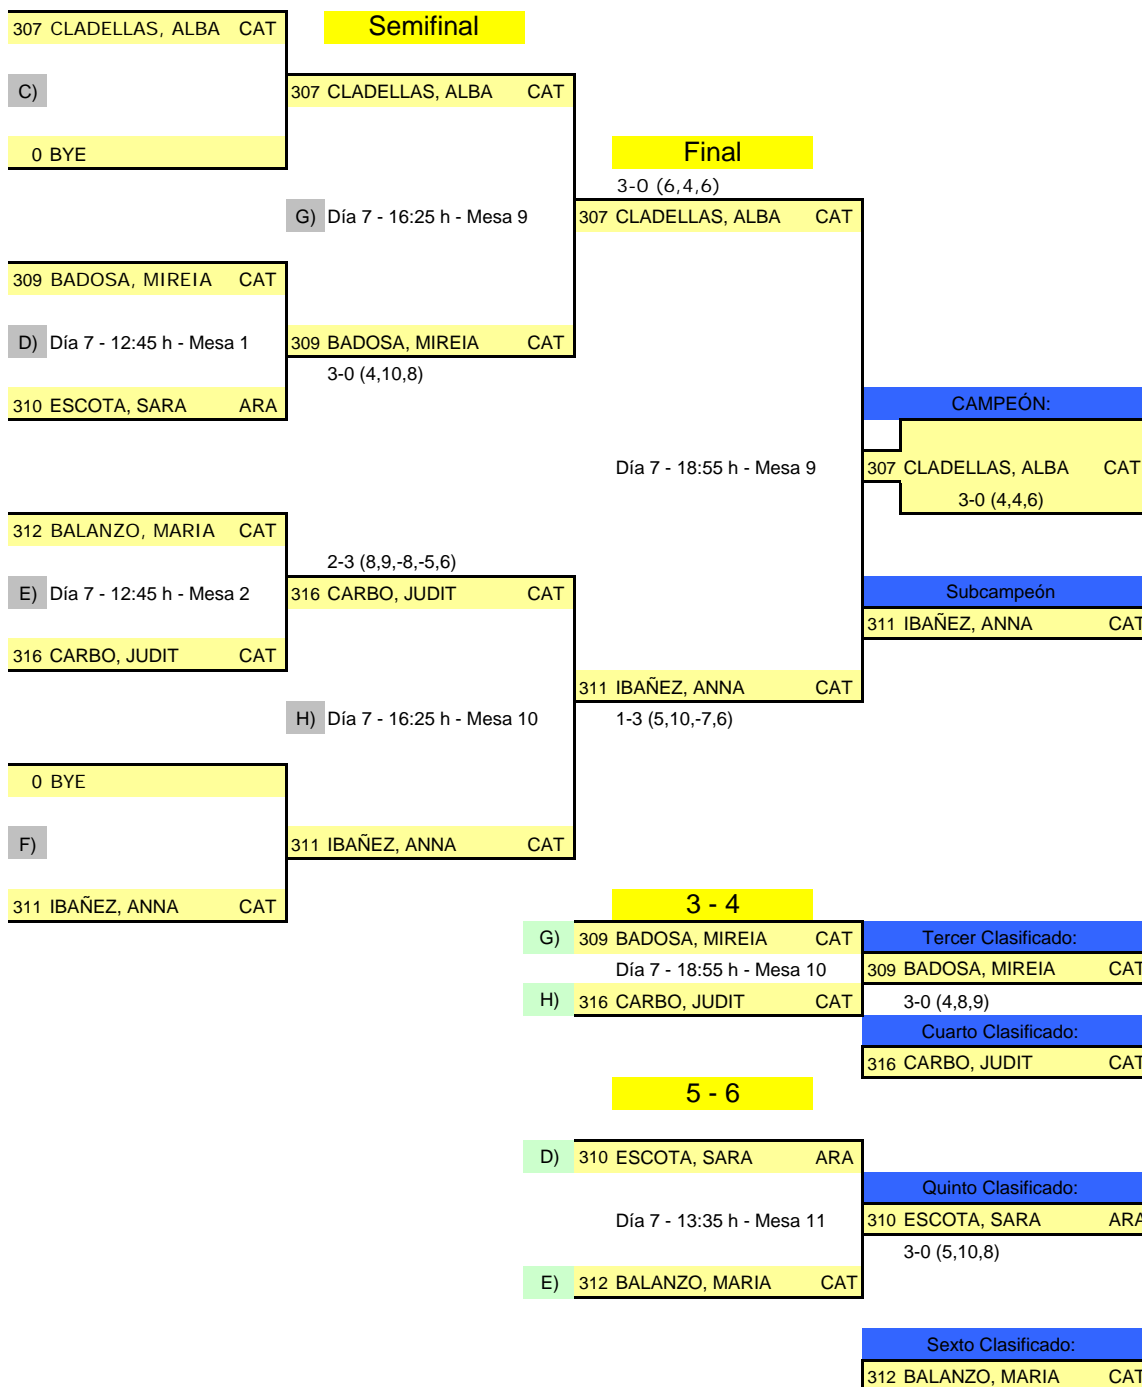 307 CLADELLAS, ALBA CAT
Semifinal
C)
307 CLADELLAS, ALBA CAT
0 BYE
Final
3-0 (6,4,6)
G) Día 7 - 16:25 h - Mesa 9
307 CLADELLAS, ALBA CAT
309 BADOSA, MIREIA CAT
D) Día 7 - 12:45 h - Mesa 1
309 BADOSA, MIREIA CAT
3-0 (4,10,8)
310 ESCOTA, SARA ARA
CAMPEÓN:
Día 7 - 18:55 h - Mesa 9
307 CLADELLAS, ALBA CAT
3-0 (4,4,6)
312 BALANZO, MARIA CAT
2-3 (8,9,-8,-5,6)
E) Día 7 - 12:45 h - Mesa 2
316 CARBO, JUDIT CAT
Subcampeón
311 IBAÑEZ, ANNA CAT
316 CARBO, JUDIT CAT
311 IBAÑEZ, ANNA CAT
H) Día 7 - 16:25 h - Mesa 10
1-3 (5,10,-7,6)
0 BYE
F)
311 IBAÑEZ, ANNA CAT
311 IBAÑEZ, ANNA CAT
3 - 4
G) 309 BADOSA, MIREIA CAT
Tercer Clasificado:
Día 7 - 18:55 h - Mesa 10
309 BADOSA, MIREIA CAT
H) 316 CARBO, JUDIT CAT
3-0 (4,8,9)
Cuarto Clasificado:
316 CARBO, JUDIT CAT
5 - 6
D) 310 ESCOTA, SARA ARA
Quinto Clasificado:
Día 7 - 13:35 h - Mesa 11
310 ESCOTA, SARA ARA
3-0 (5,10,8)
E) 312 BALANZO, MARIA CAT
Sexto Clasificado:
312 BALANZO, MARIA CAT